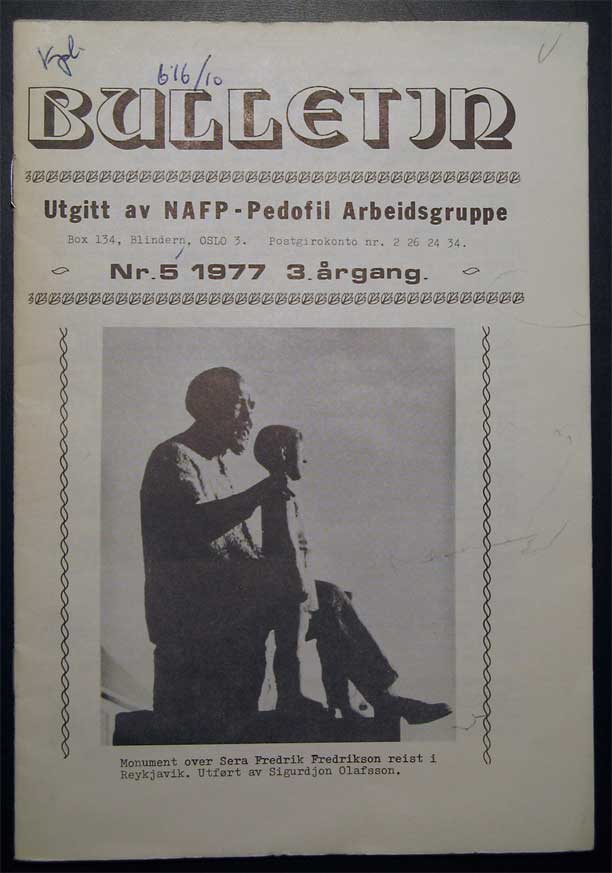 Kpl.
616/10
BULLETIN
Utgitt av NAFP-Pedofil Arbeidsgruppe
Box 134, Blindern, OSLO 3. Postgirokonto nr. 2 26 24 34.
Nr.5 1977 3.årgang.
Monument over Sera Fredrik Fredrikson reist i
Reykjavik. Utført av Sigurdjon Olafsson.